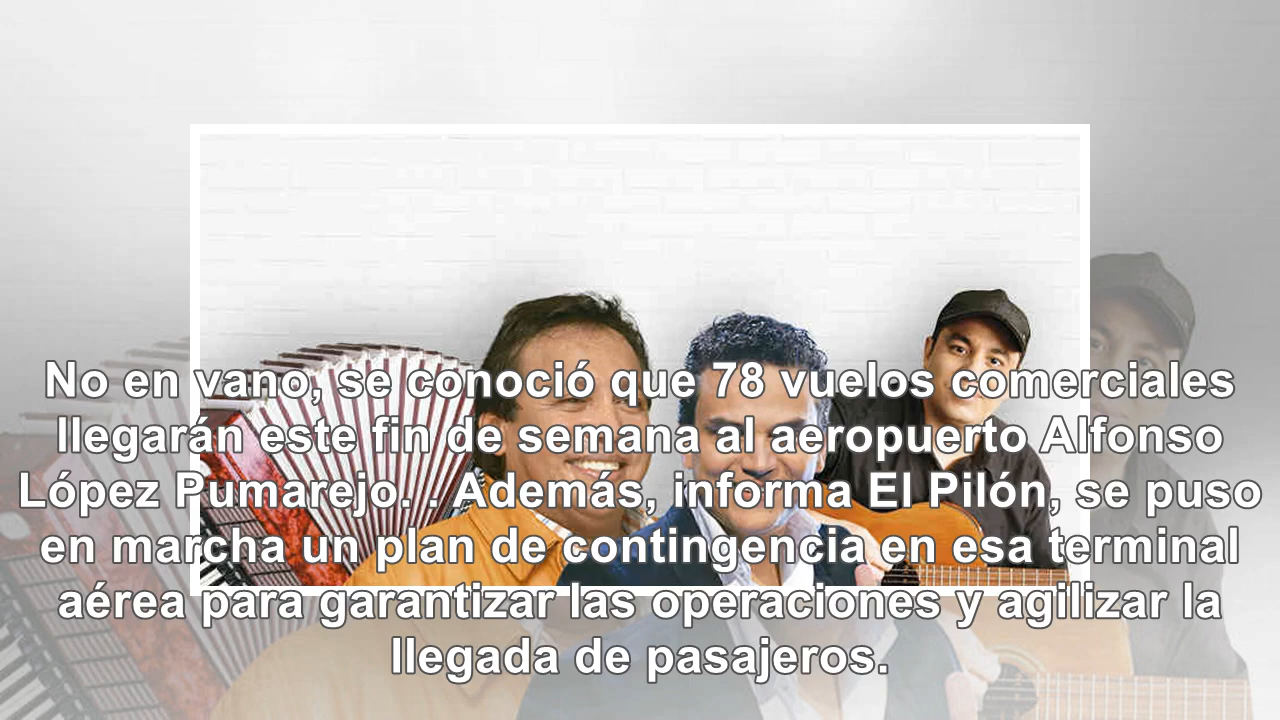 No en vano, se conoció que 78 vuelos comerciales
llegarán este fin de semana al aeropuerto Alfonso
López Pumarejo. . Además, informa El Pilón, se puso
en marcha un plan de contingencia en esa terminal
aérea para garantizar las operaciones y agilizar la
llegada de pasajeros.